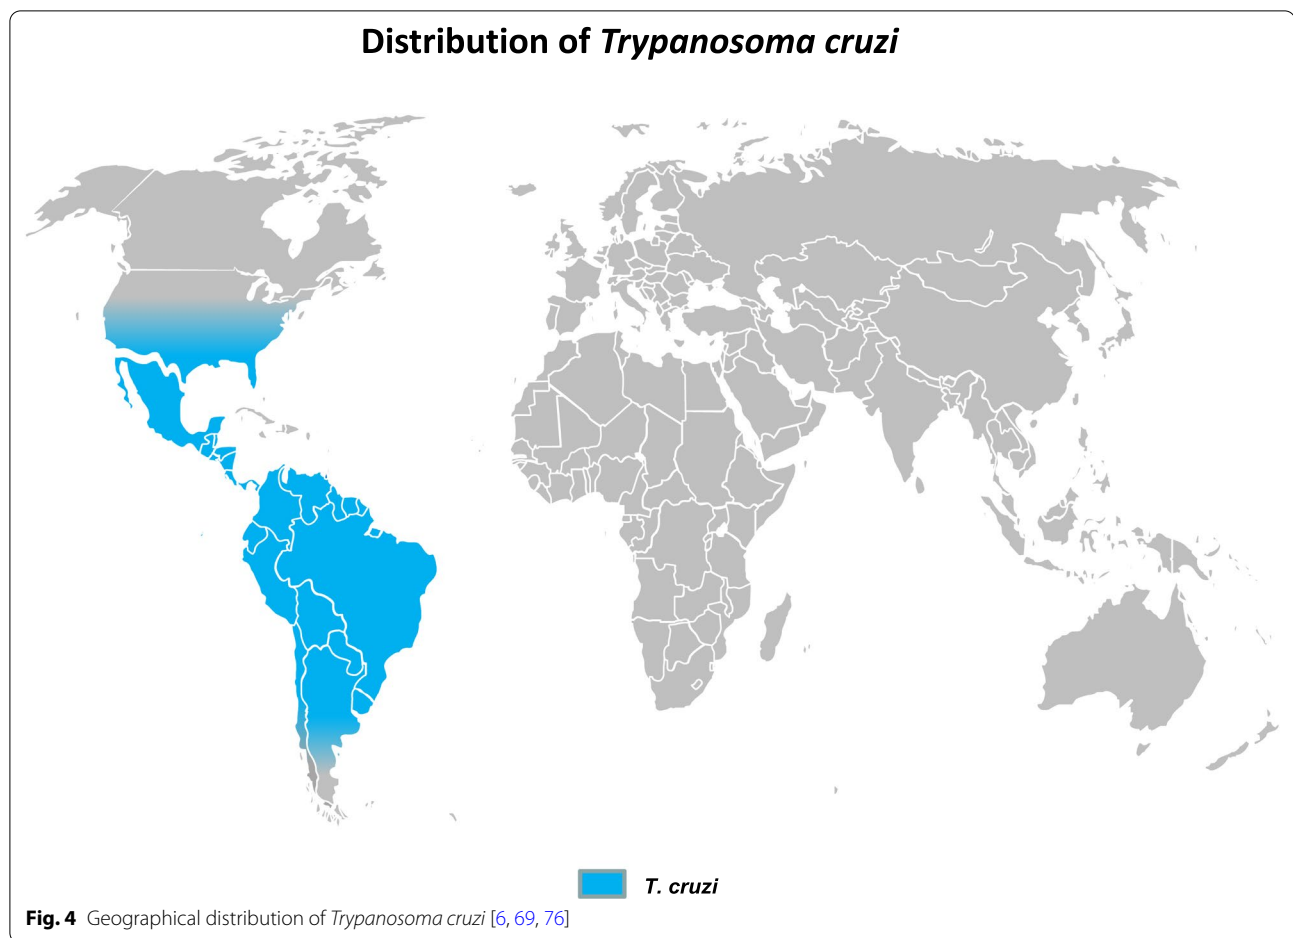 Distribution of Trypanosoma cruzi
T. cruzi
Fig. 4 Geographical distribution of Trypanosoma cruzi [6, 69, 76]